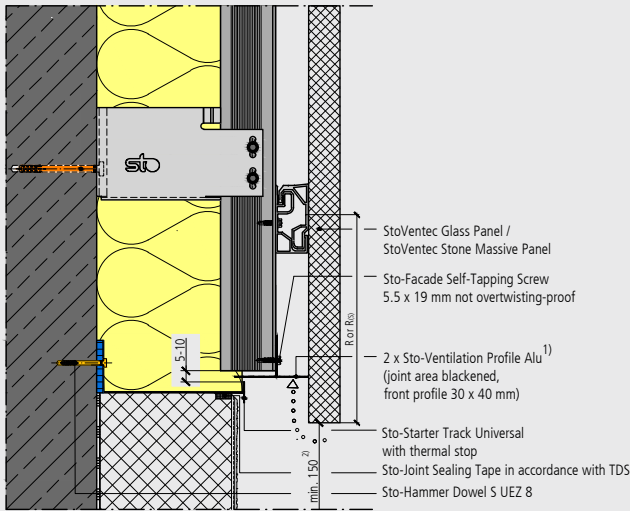 sto
StoVentec Glass Panel /
StoVentec Stone Massive Panel
Sto-Facade Self-Tapping Screw
5.5 x 19 mm not overtwisting-proof
R or R(S)
5-10
2 x Sto-Ventilation Profile Alu 1)
(joint area blackened,
front profile 30 x 40 mm)
Sto-Starter Track Universal
with thermal stop
min. 150 2)
Sto-Joint Sealing Tape in accordance with TDS
Sto-Hammer Dowel S UEZ 8